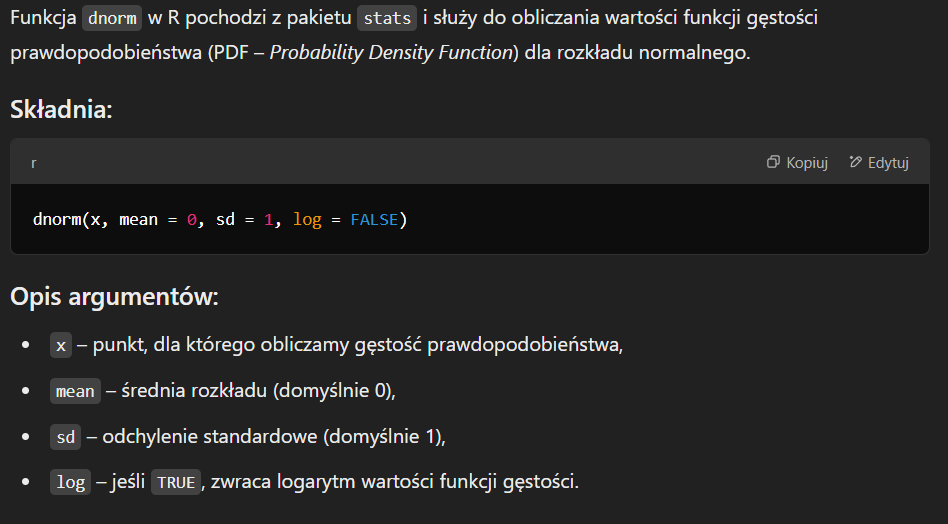 Funkcja dnorm w R pochodzi z pakietu stats i służy do obliczania wartości funkcji gęstości
prawdopodobieństwa (PDF – Probability Density Function) dla rozkładu normalnego.
Składnia:
r Kopiuj Edytuj
dnorm(x, mean = 0, sd = 1, log = FALSE)
Opis argumentów:
• x – punkt, dla którego obliczamy gęstość prawdopodobieństwa,
• mean – średnia rozkładu (domyślnie 0),
• sd – odchylenie standardowe (domyślnie 1),
• log – jeśli TRUE, zwraca logarytm wartości funkcji gęstości.